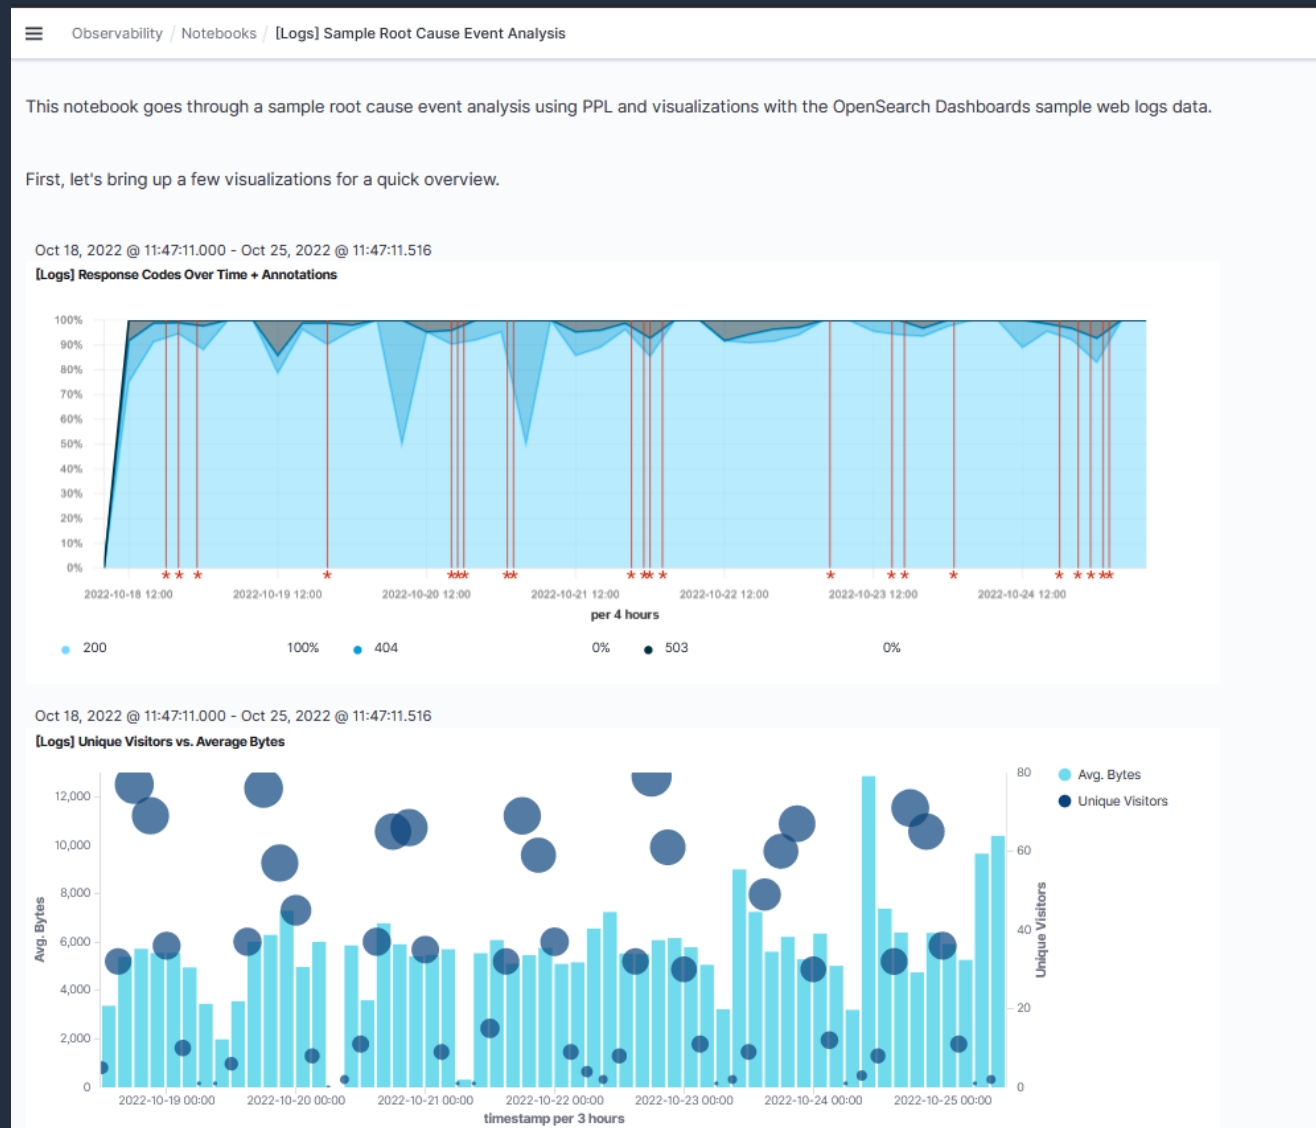 Observability / Notebooks / [Logs] Sample Root Cause Event Analysis
This notebook goes through a sample root cause event analysis using PPL and visualizations with the OpenSearch Dashboards sample web logs data.
First, let's bring up a few visualizations for a quick overview.
Oct 18, 2022 @ 11:47:11.000 - Oct 25, 2022 @ 11:47:11.516
[Logs] Response Codes Over Time + Annotations
100%
90%
80%
70%
60%
50%
40%
30%
20%
10%
0%
2022-10-18 12:00 2022-10-19 12:00 2022-10-20 12:00 2022-10-21 12:00 2022-10-22 12:00 2022-10-23 12:00 2022-10-24 12:00
per 4 hours
200 100% 404 0% 503 0%
Oct 18, 2022 @ 11:47:11.000 - Oct 25, 2022 @ 11:47:11.516
[Logs] Unique Visitors vs. Average Bytes
Avg. Bytes
12,000
10,000
8,000
6,000
4,000
2,000
0
80
60
40
20
0
Unique Visitors
Avg. Bytes
Unique Visitors
2022-10-19 00:00 2022-10-20 00:00 2022-10-21 00:00 2022-10-22 00:00 2022-10-23 00:00 2022-10-24 00:00 2022-10-25 00:00
timestamp per 3 hours